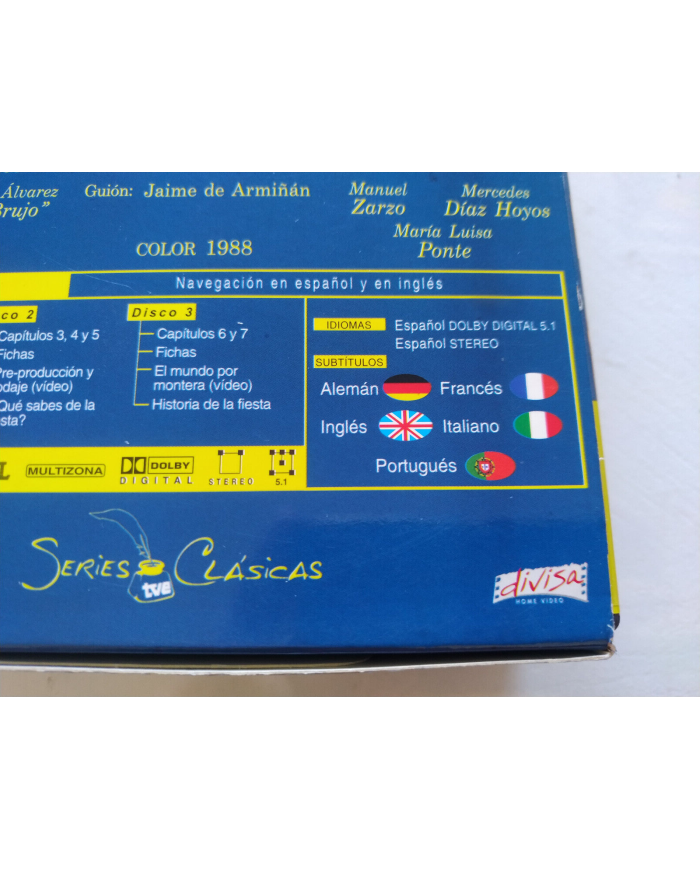 Álvarez
Brujo”
Guión: Jaime de Armiñán
Manuel
Zarzo
Mercedes
Díaz Hoyos
María Luisa
Ponte
COLOR 1988
Navegación en español y en inglés
co 2
Capítulos 3, 4 y 5
Fichas
Pre-producción y
odaje (vídeo)
Qué sabes de la
sta?
Disco 3
Capítulos 6 y 7
Fichas
El mundo por
montera (vídeo)
Historia de la fiesta
IDIOMAS
Español DOLBY DIGITAL 5.1
Español STEREO
SUBTÍTULOS
Alemán
Francés
Inglés
Italiano
Portugués
L
MULTIZONA
DOLBY
DIGITAL
STEREO
5.1
SERIES CLÁSICAS
tve
divisa
HOME VIDEO